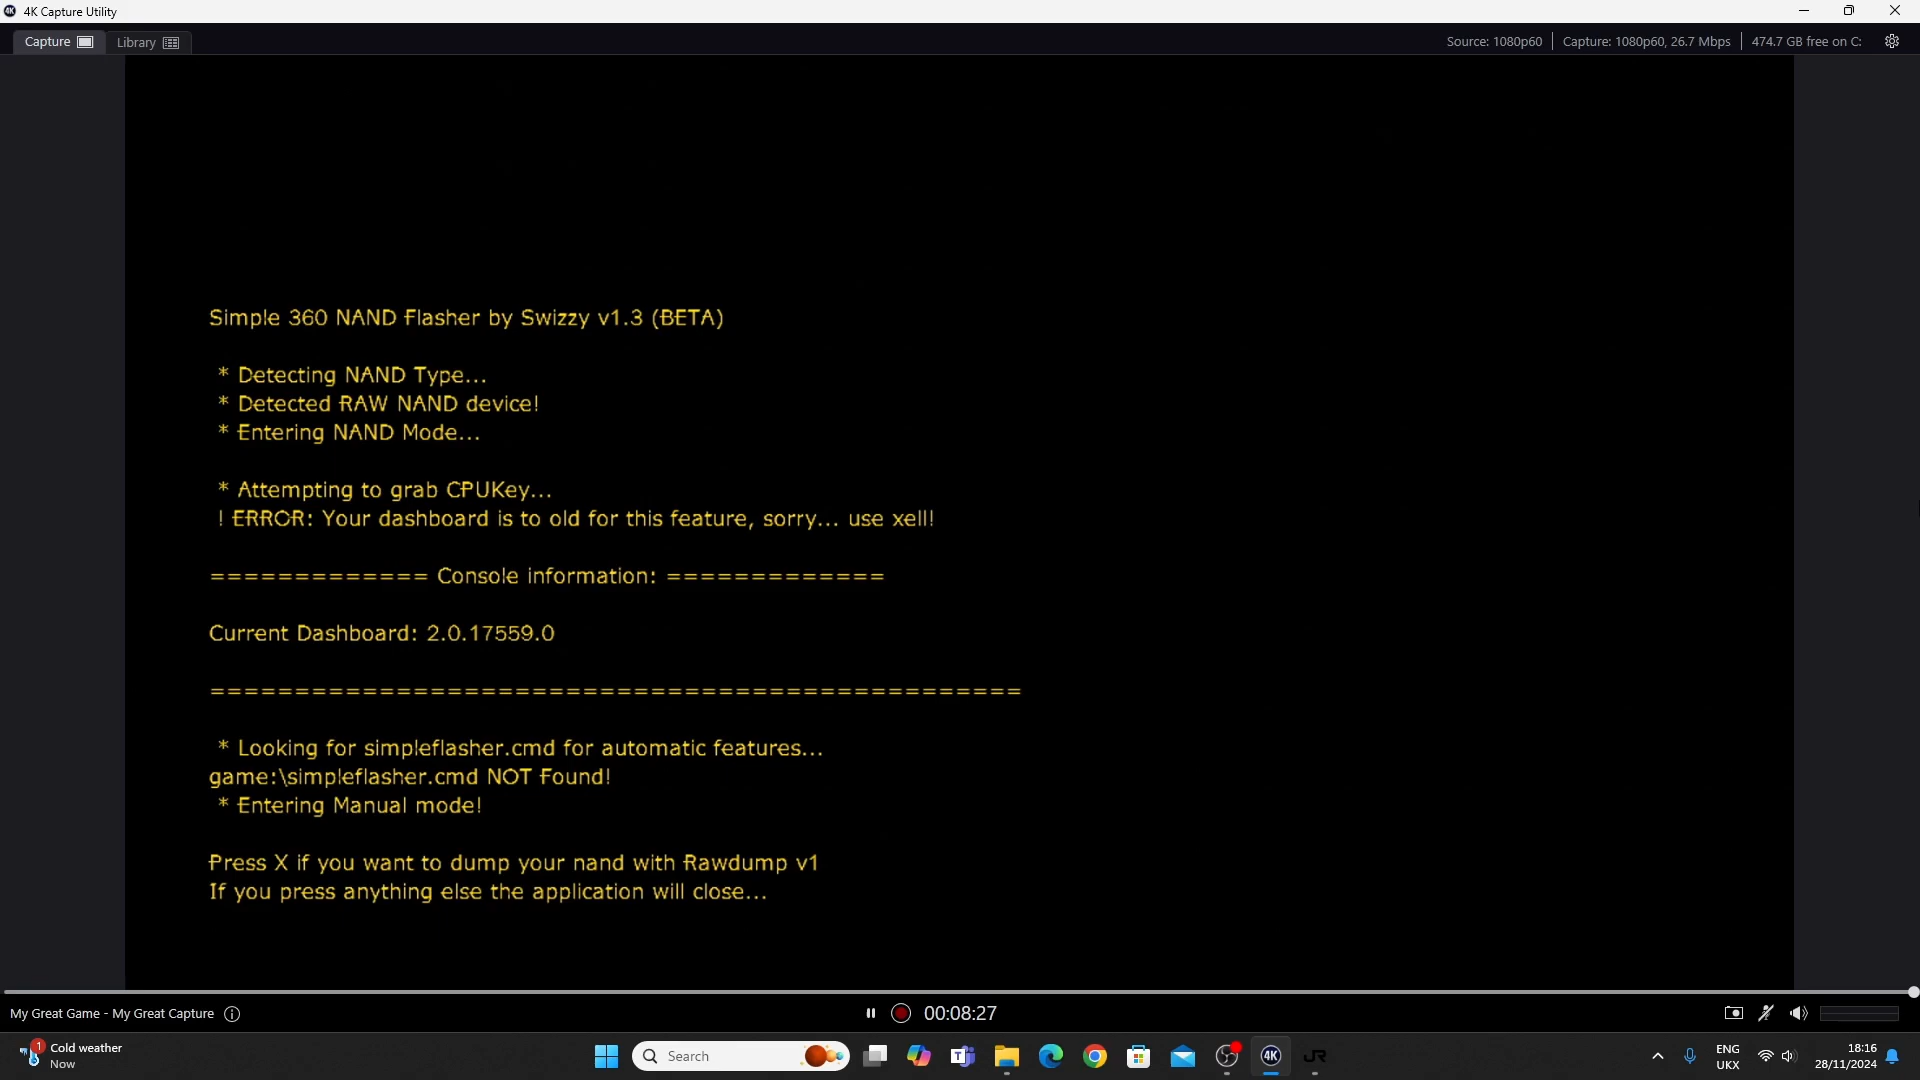 4K Capture Utility
Capture
Library
Source: 1080p60
Capture: 1080p60, 26.7 Mbps
474.7 GB free on C:
Simple 360 NAND Flasher by Swizzy v1.3 (BETA)
* Detecting NAND Type...
* Detected RAW NAND device!
* Entering NAND Mode...
* Attempting to grab CPUKey...
! ERROR: Your dashboard is to old for this feature, sorry... use xell!
============= Console information: =============
Current Dashboard: 2.0.17559.0
================================================
* Looking for simpleflasher.cmd for automatic features...
game:\simpleflasher.cmd NOT Found!
* Entering Manual mode!
Press X if you want to dump your nand with Rawdump v1
If you press anything else the application will close...
My Great Game - My Great Capture
00:08:27
1
Cold weather
Now
Search
4K
JR
ENG
UKX
18:16
28/11/2024